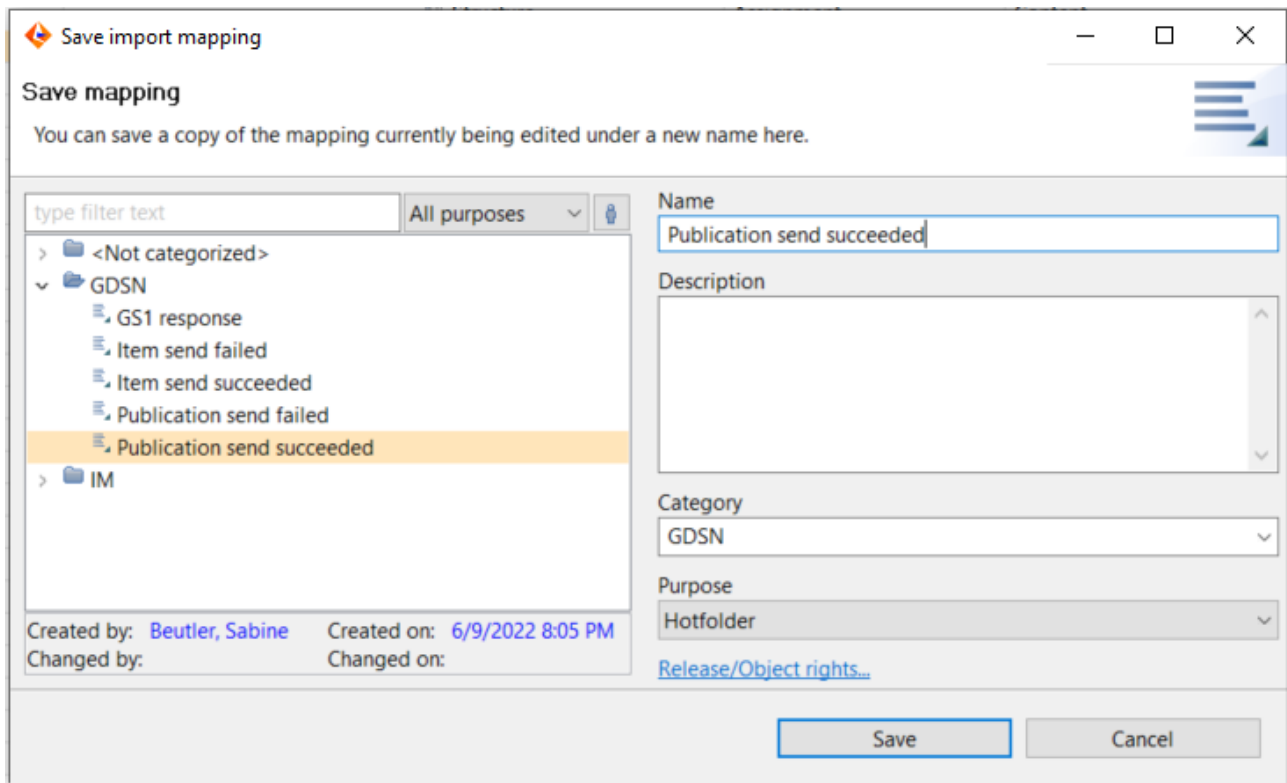 Save import mapping
Save mapping
You can save a copy of the mapping currently being edited under a new name here.
type filter text
All purposes
<Not categorized>
GDSN
GS1 response
Item send failed
Item send succeeded
Publication send failed
Publication send succeeded
IM
Created by: Beutler, Sabine Created on: 6/9/2022 8:05 PM
Changed by: Changed on:
Name
Publication send succeeded
Description
Category
GDSN
Purpose
Hotfolder
Release/Object rights...
Save Cancel